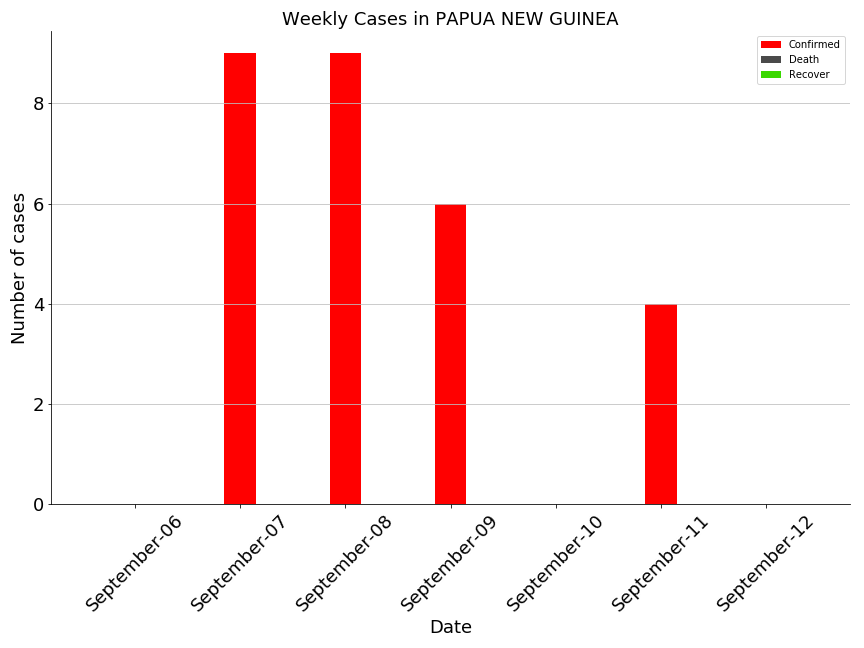 Weekly Cases in PAPUA NEW GUINEA
Confirmed
Death
Recover
Number of cases
8
6
4
2
0
September-06
September-07
September-08
September-09
September-10
September-11
September-12
Date